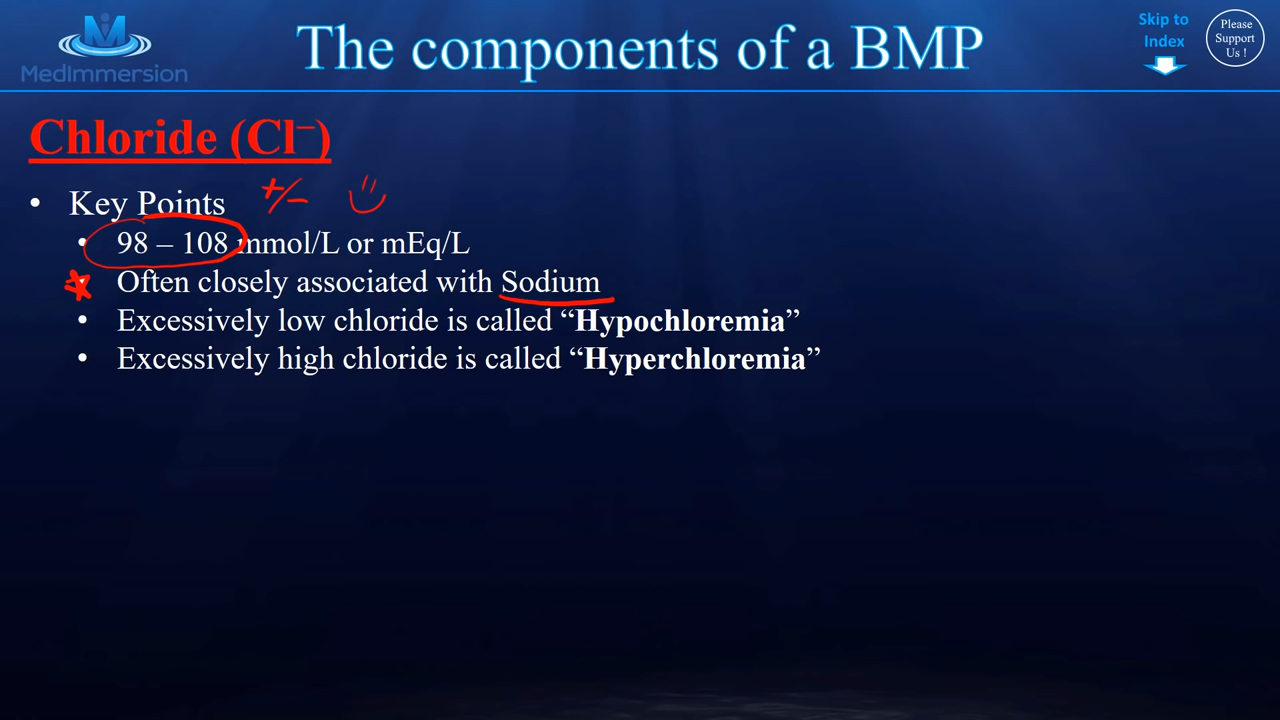 MedImmersion
The components of a BMP
Skip to
Index
Please
Support
Us !
Chloride (Cl⁻)
• Key Points +/-
• 98 – 108 mmol/L or mEq/L
• Often closely associated with Sodium
• Excessively low chloride is called “Hypochloremia”
• Excessively high chloride is called “Hyperchloremia”